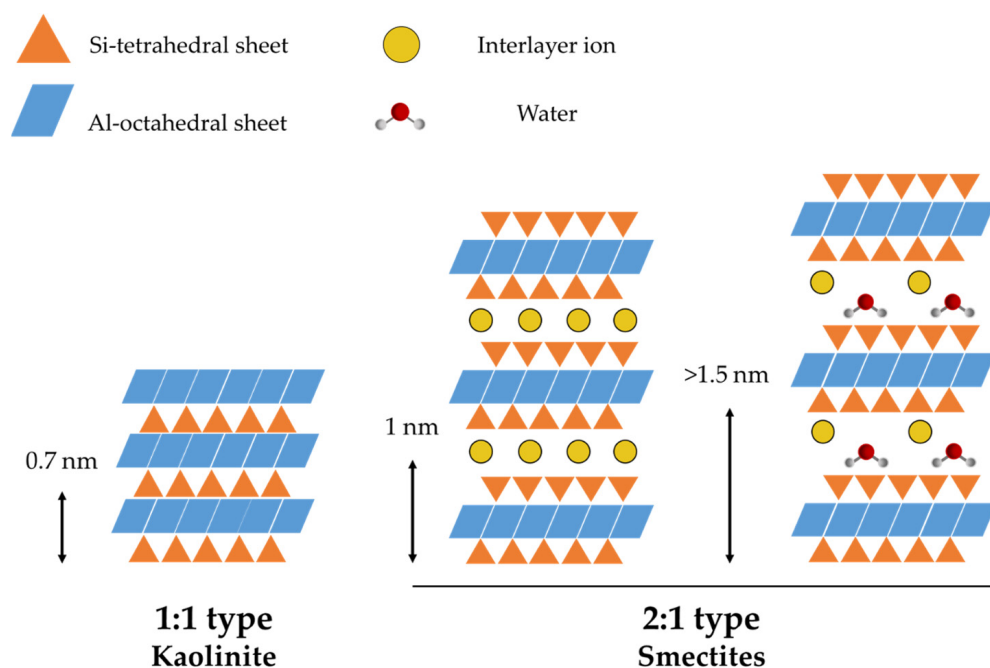 Si-tetrahedral sheet
Interlayer ion
Al-octahedral sheet
Water
0.7 nm
1 nm
>1.5 nm
1:1 type
Kaolinite
2:1 type
Smectites